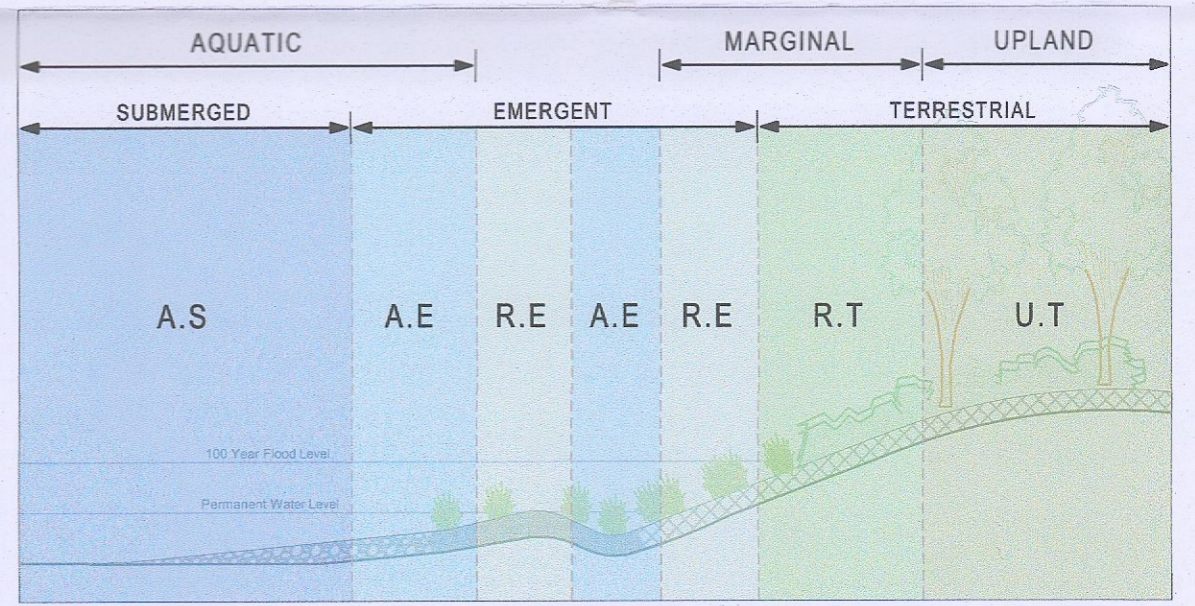 AQUATIC MARGINAL UPLAND
SUBMERGED EMERGENT TERRESTRIAL
A.S A.E R.E A.E R.E R.T U.T
100 Year Flood Level
Permanent Water Level